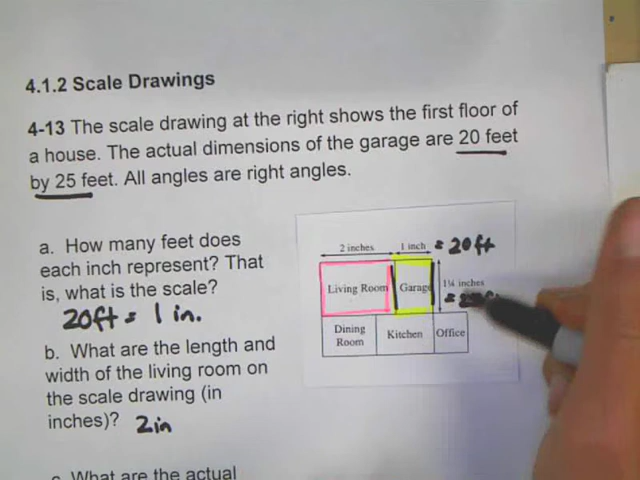 4.1.2 Scale Drawings
4-13 The scale drawing at the right shows the first floor of
a house. The actual dimensions of the garage are 20 feet
by 25 feet. All angles are right angles.
a. How many feet does
each inch represent? That
is, what is the scale?
20ft = 1 in.
b. What are the length and
width of the living room on
the scale drawing (in
inches)? 2in
c. What are the actual
2 inches 1 inch = 20ft
Living Room Garage 1¼ inches
=
Dining
Room Kitchen Office